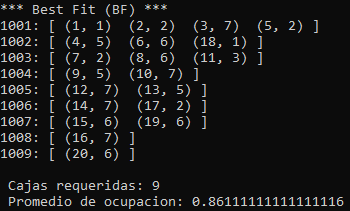 *** Best Fit (BF) ***
1001: [ (1, 1)  (2, 2)  (3, 7)  (5, 2) ]
1002: [ (4, 5)  (6, 6)  (18, 1) ]
1003: [ (7, 2)  (8, 6)  (11, 3) ]
1004: [ (9, 5)  (10, 7) ]
1005: [ (12, 7)  (13, 5) ]
1006: [ (14, 7)  (17, 2) ]
1007: [ (15, 6)  (19, 6) ]
1008: [ (16, 7) ]
1009: [ (20, 6) ]
Cajas requeridas: 9
Promedio de ocupacion: 0.86111111111111116